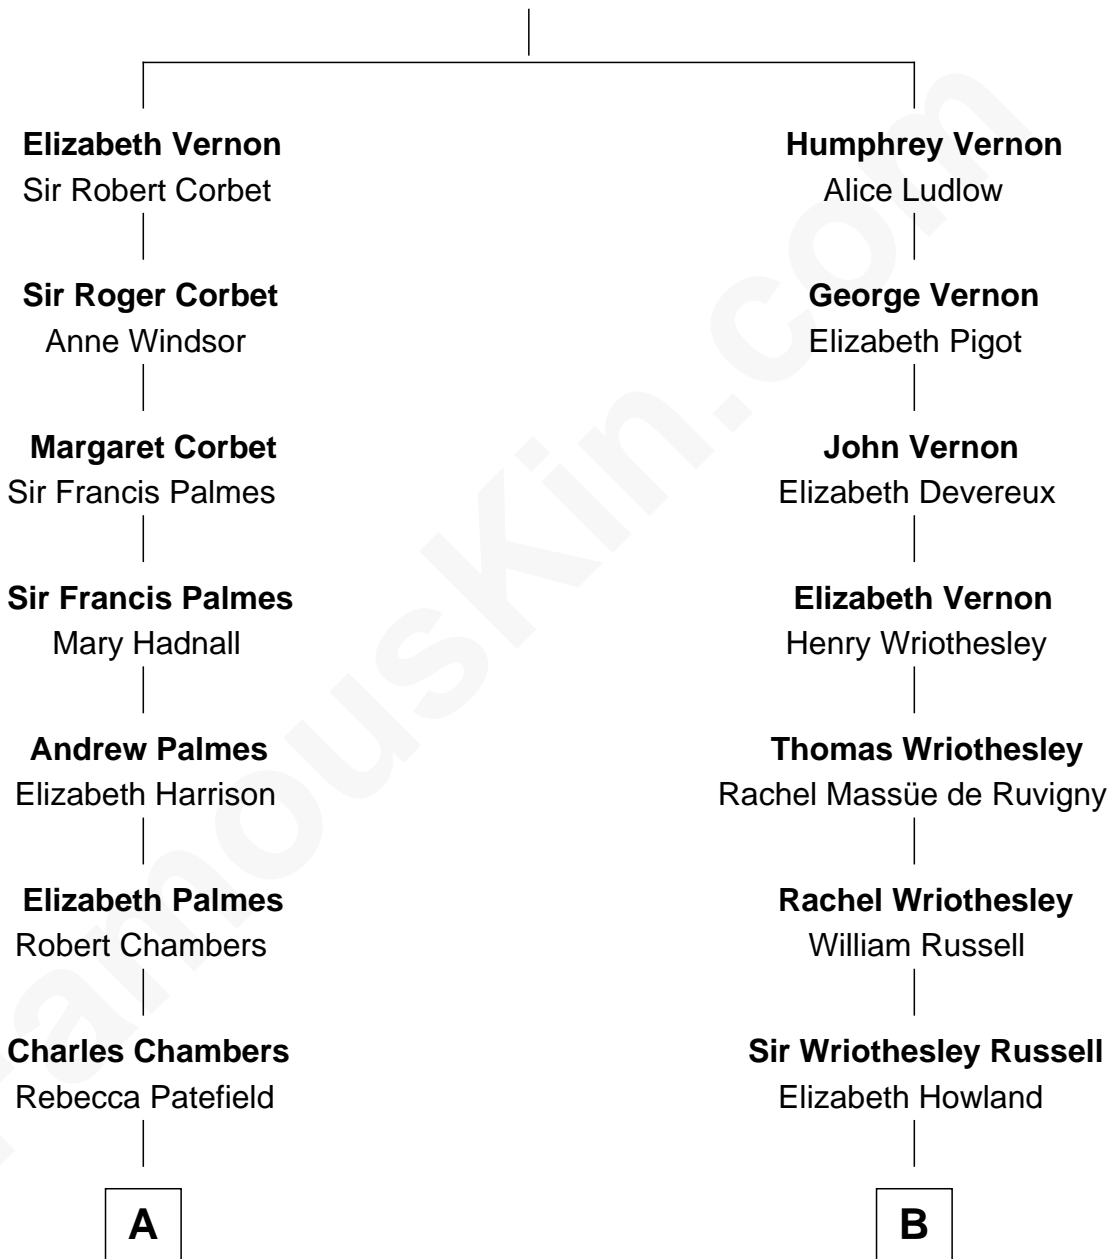 Elizabeth Vernon
Sir Robert Corbet
Sir Roger Corbet
Anne Windsor
Margaret Corbet
Sir Francis Palmes
Sir Francis Palmes
Mary Hadnall
Andrew Palmes
Elizabeth Harrison
Elizabeth Palmes
Robert Chambers
Charles Chambers
Rebecca Patefield
A
Humphrey Vernon
Alice Ludlow
George Vernon
Elizabeth Pigot
John Vernon
Elizabeth Devereux
Elizabeth Vernon
Henry Wriothesley
Thomas Wriothesley
Rachel Massüe de Ruvigny
Rachel Wriothesley
William Russell
Sir Wriothesley Russell
Elizabeth Howland
B
FamousKin.com